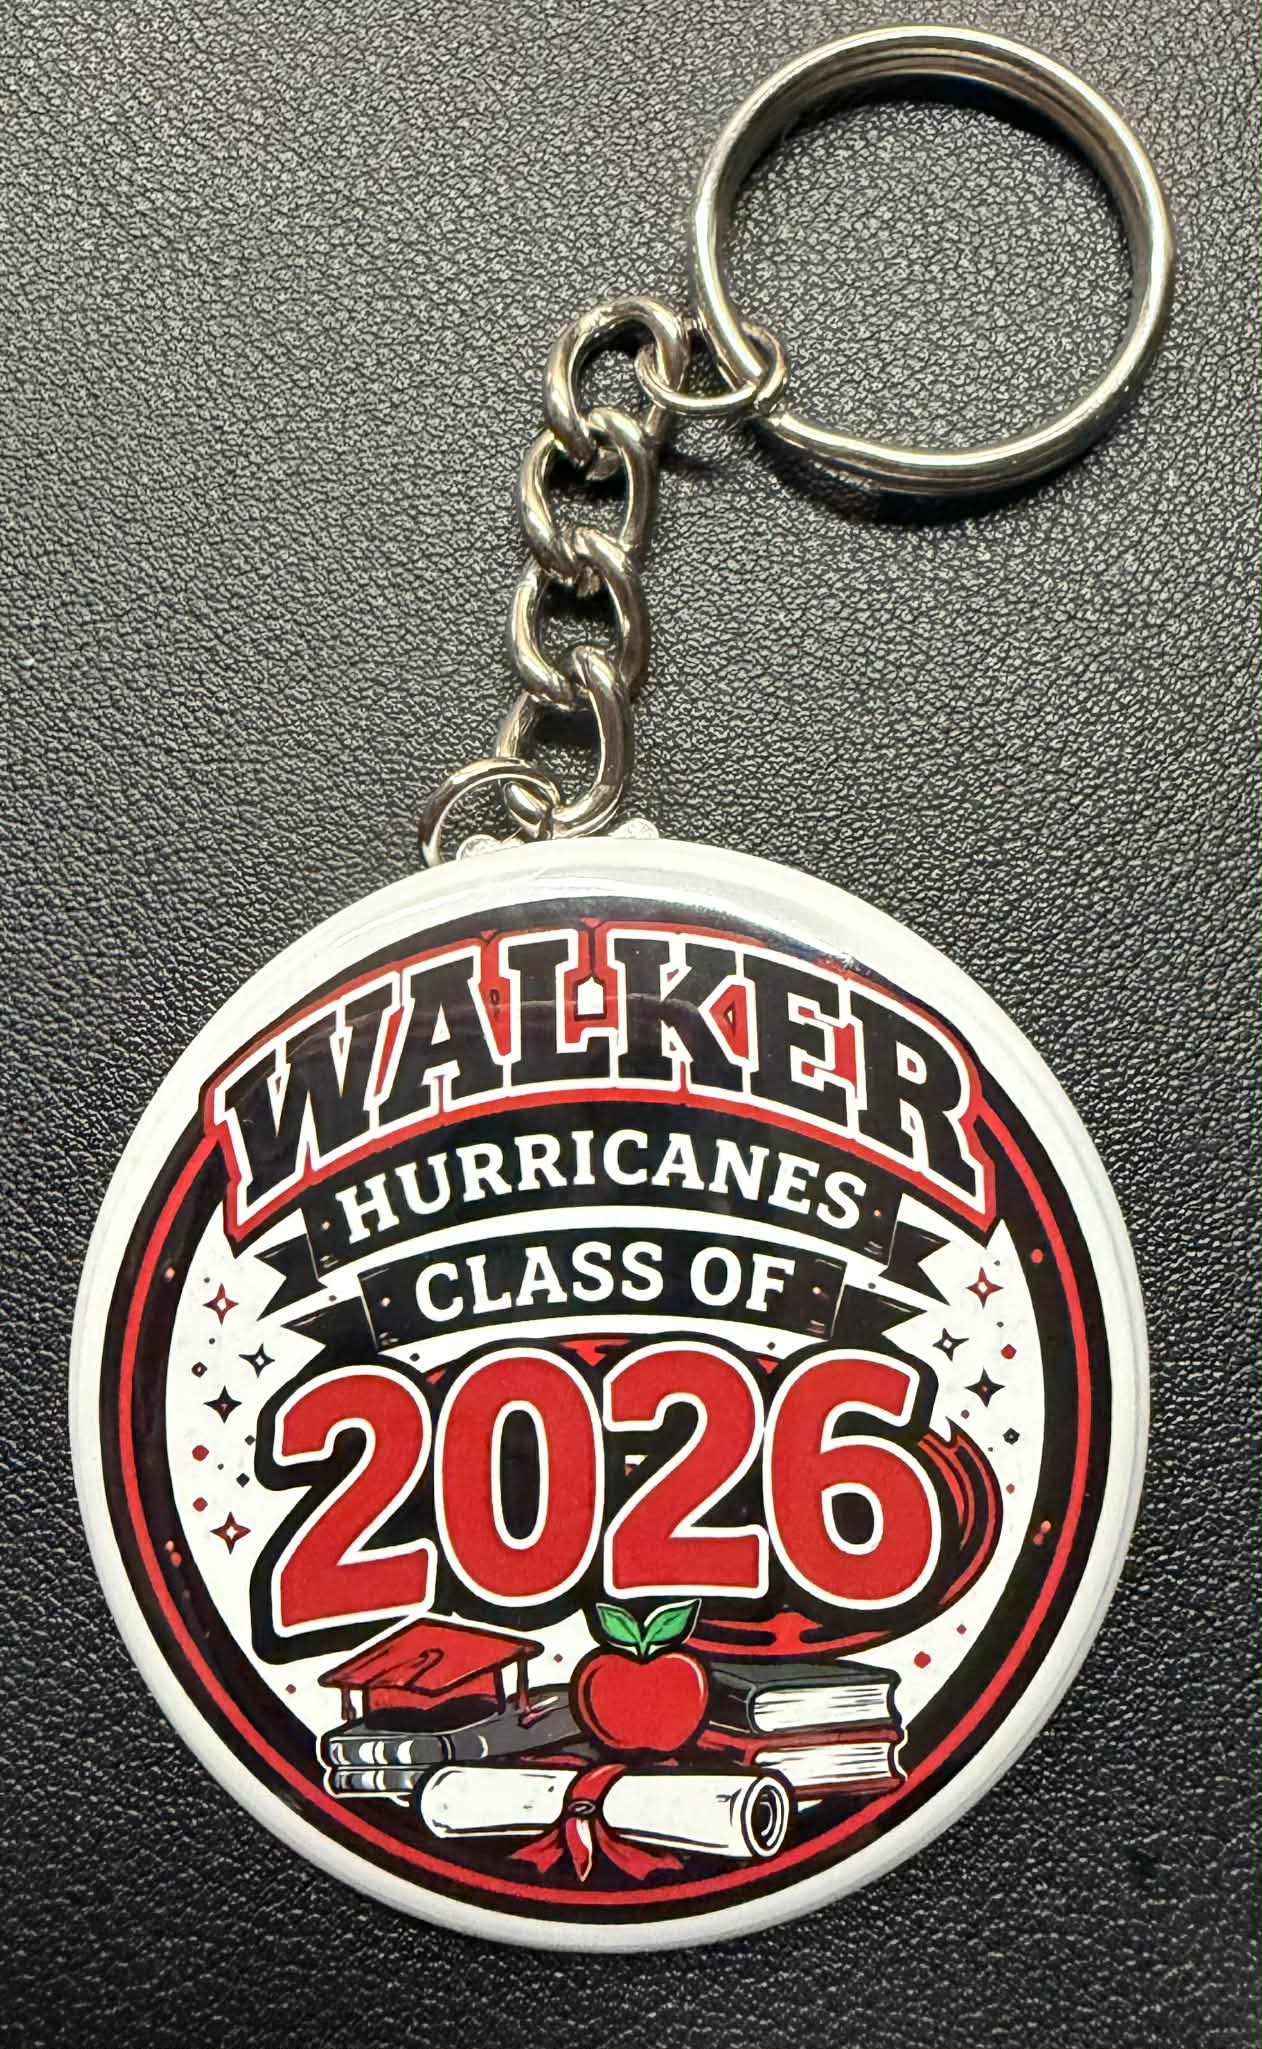 WALKER
HURRICANES
CLASS OF
2026